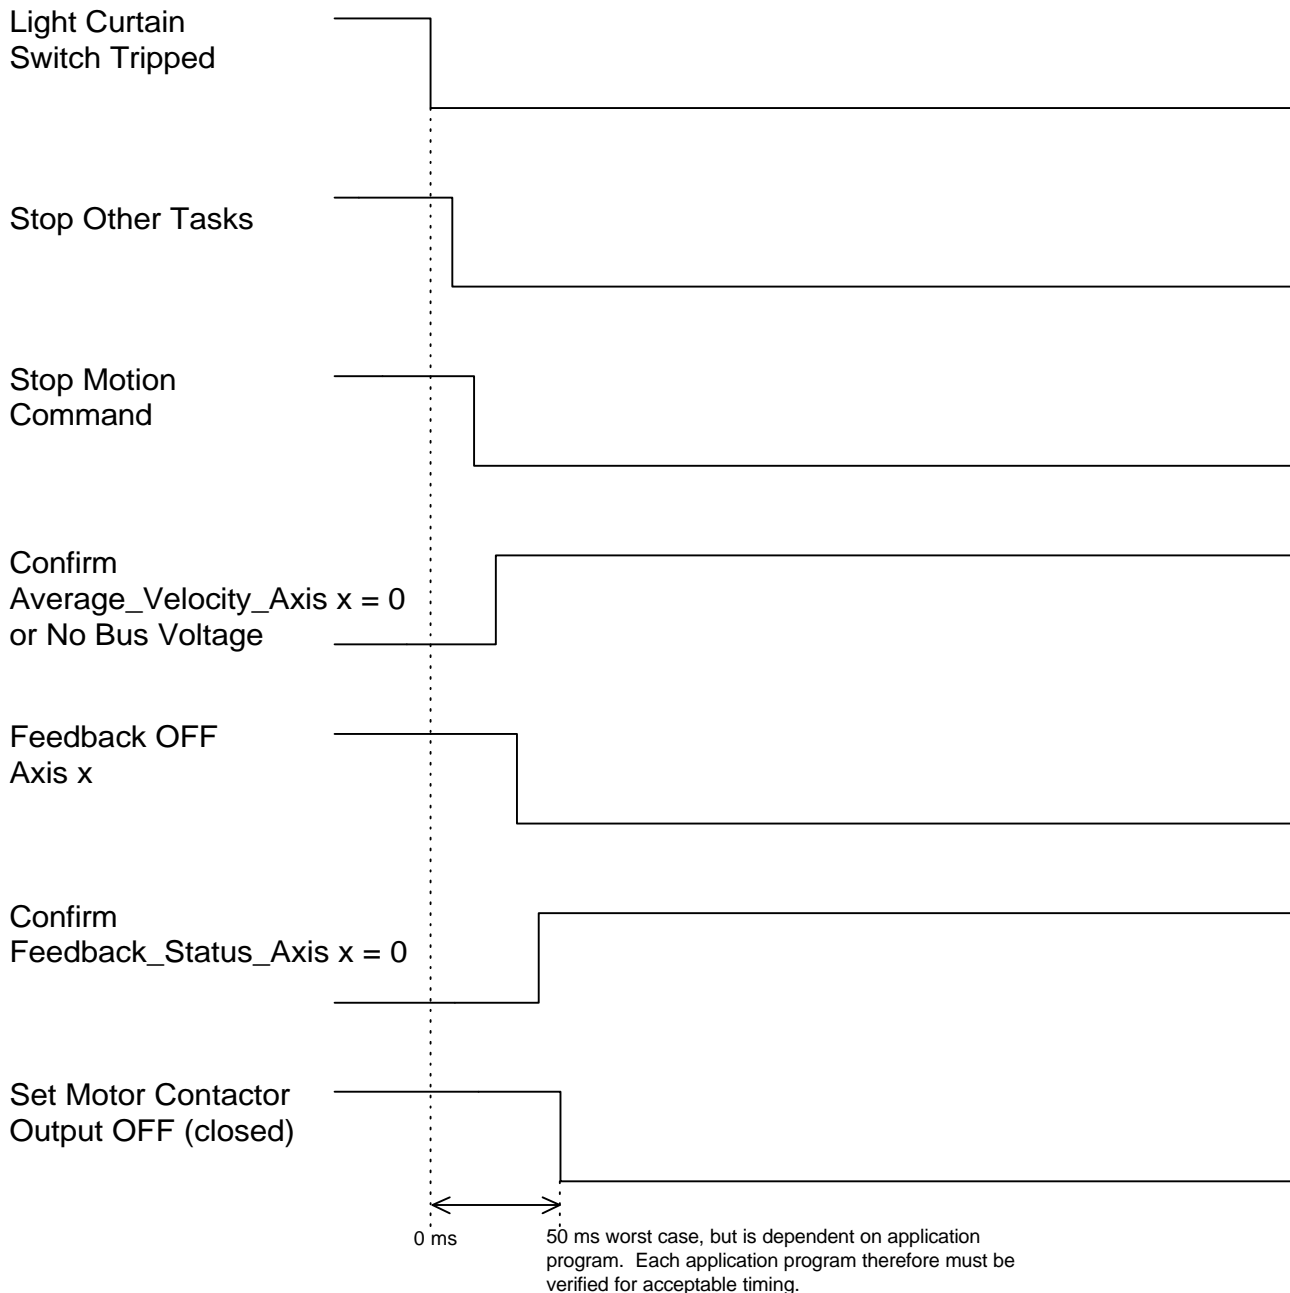 Light Curtain
Switch Tripped
Stop Other Tasks
Stop Motion
Command
Confirm
Average_Velocity_Axis x = 0
or No Bus Voltage
Feedback OFF
Axis x
Confirm
Feedback_Status_Axis x = 0
Set Motor Contactor
Output OFF (closed)
0 ms
50 ms worst case, but is dependent on application
program.  Each application program therefore must be
verified for acceptable timing.